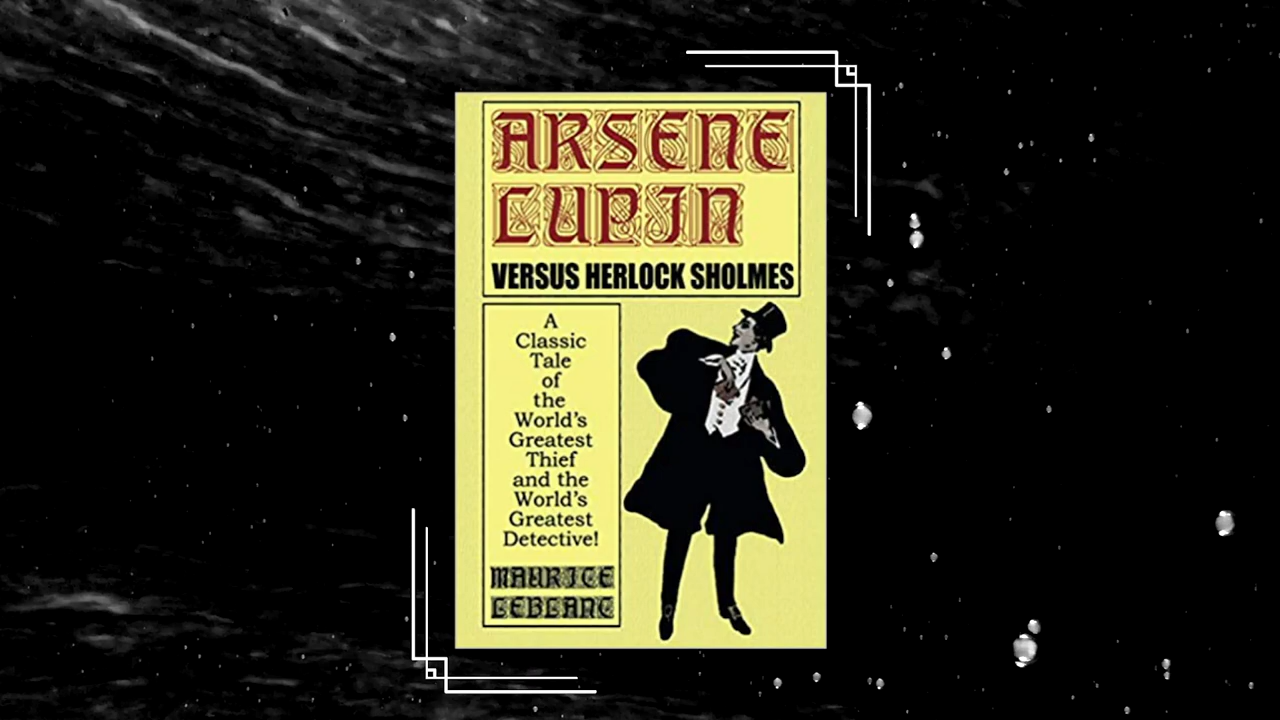 ARSENE
LUPIN
VERSUS HERLOCK SHOLMES
A
Classic
Tale
of
the
World's
Greatest
Thief
and the
World's
Greatest
Detective!
MAURICE
LEBLANC